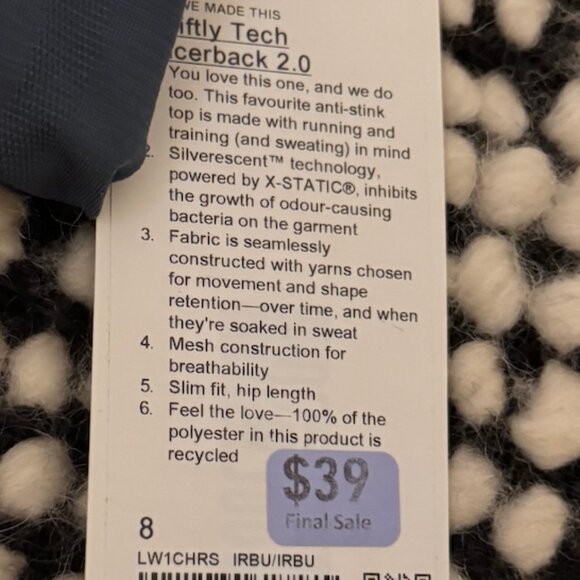 WE MADE THIS
iftly Tech
cerback 2.0
You love this one, and we do
too. This favourite anti-stink
top is made with running and
training (and sweating) in mind
2. Silverescent™ technology,
powered by X-STATIC®, inhibits
the growth of odour-causing
bacteria on the garment
3. Fabric is seamlessly
constructed with yarns chosen
for movement and shape
retention—over time, and when
they're soaked in sweat
4. Mesh construction for
breathability
5. Slim fit, hip length
6. Feel the love—100% of the
polyester in this product is
recycled
$39
Final Sale
8
LW1CHRS IRBU/IRBU